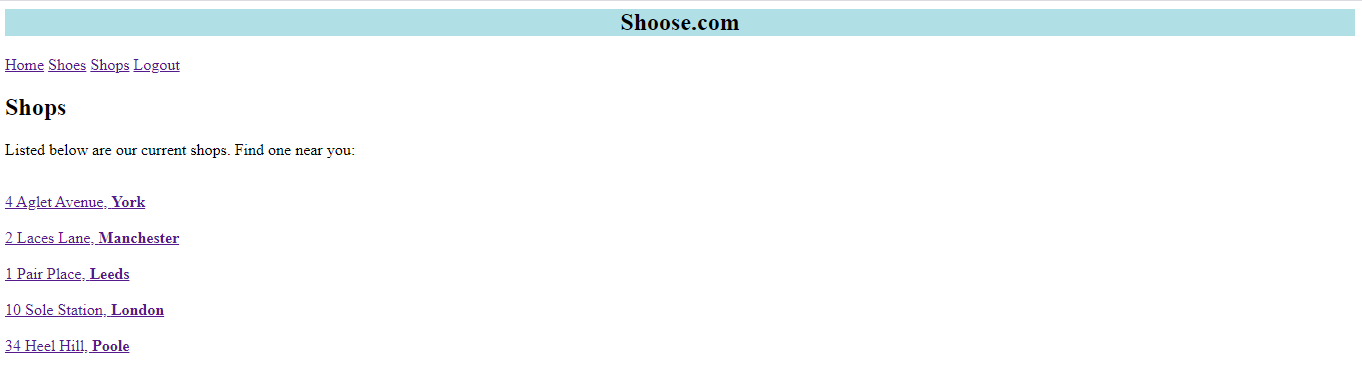 Shoose.com
Home Shoes Shops Logout
Shops
Listed below are our current shops. Find one near you:
4 Aglet Avenue, York
2 Laces Lane, Manchester
1 Pair Place, Leeds
10 Sole Station, London
34 Heel Hill, Poole